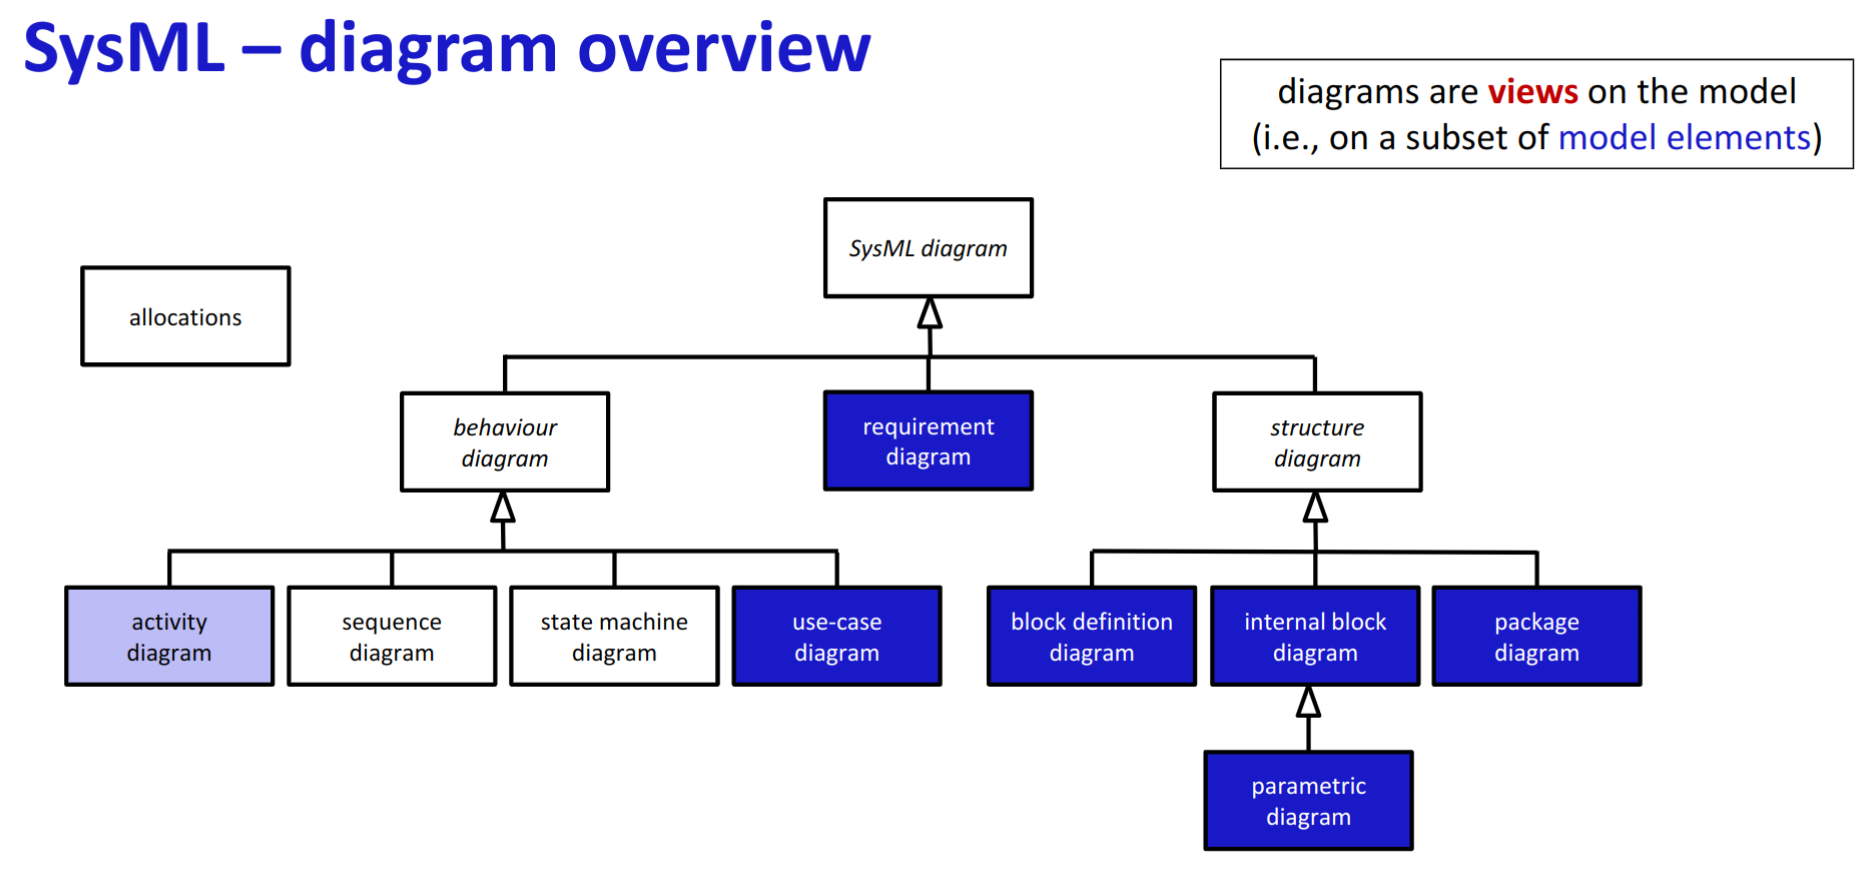 SysML – diagram overview
diagrams are views on the model
(i.e., on a subset of model elements)
SysML diagram
allocations
behaviour
diagram
requirement
diagram
structure
diagram
activity
diagram
sequence
diagram
state machine
diagram
use-case
diagram
block definition
diagram
internal block
diagram
package
diagram
parametric
diagram